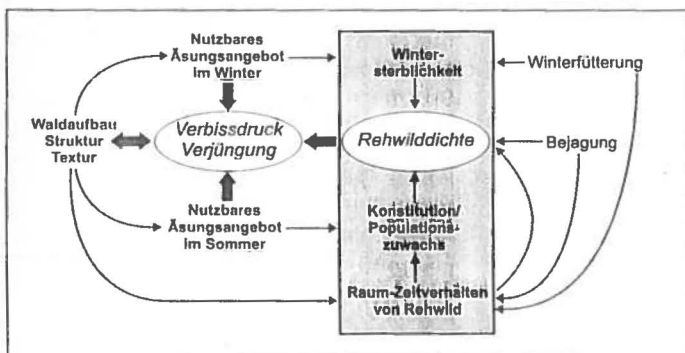 Nutzbares
Äsungsangebot
im Winter
Winter-
sterblichkeit
Winterfütterung
Waldaufbau
Struktur
Textur
Verbissdruck
Verjüngung
Rehwilddichte
Bejagung
Nutzbares
Äsungsangebot
im Sommer
Konstitution/
Populations-
zuwachs
Raum-Zeitverhalten
von Rehwild